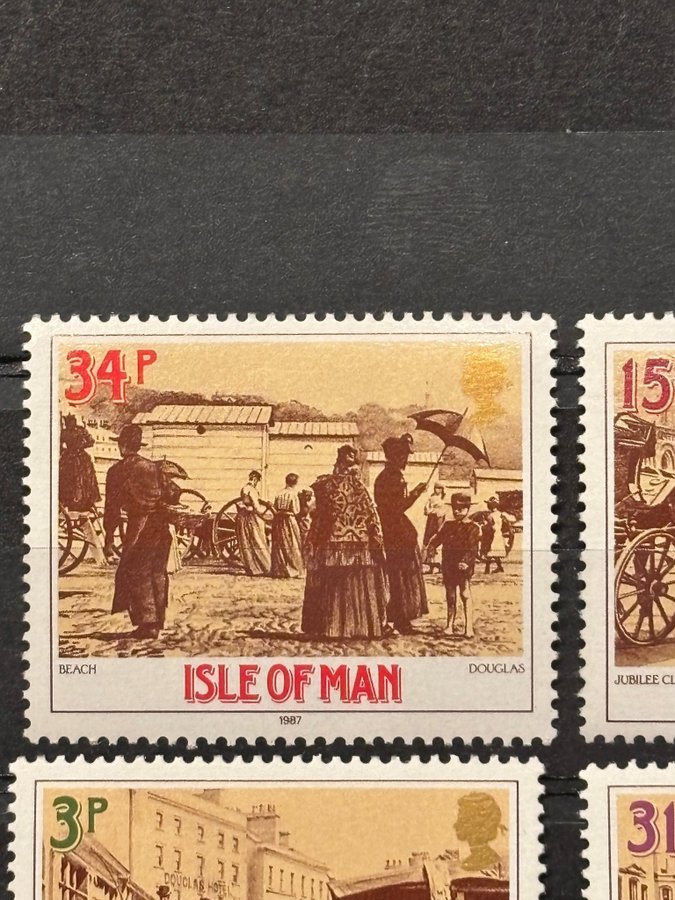 34P
BEACH
DOUGLAS
ISLE OF MAN
1987
15
JUBILEE CL
3P
DOUGLAS HOTEL
31